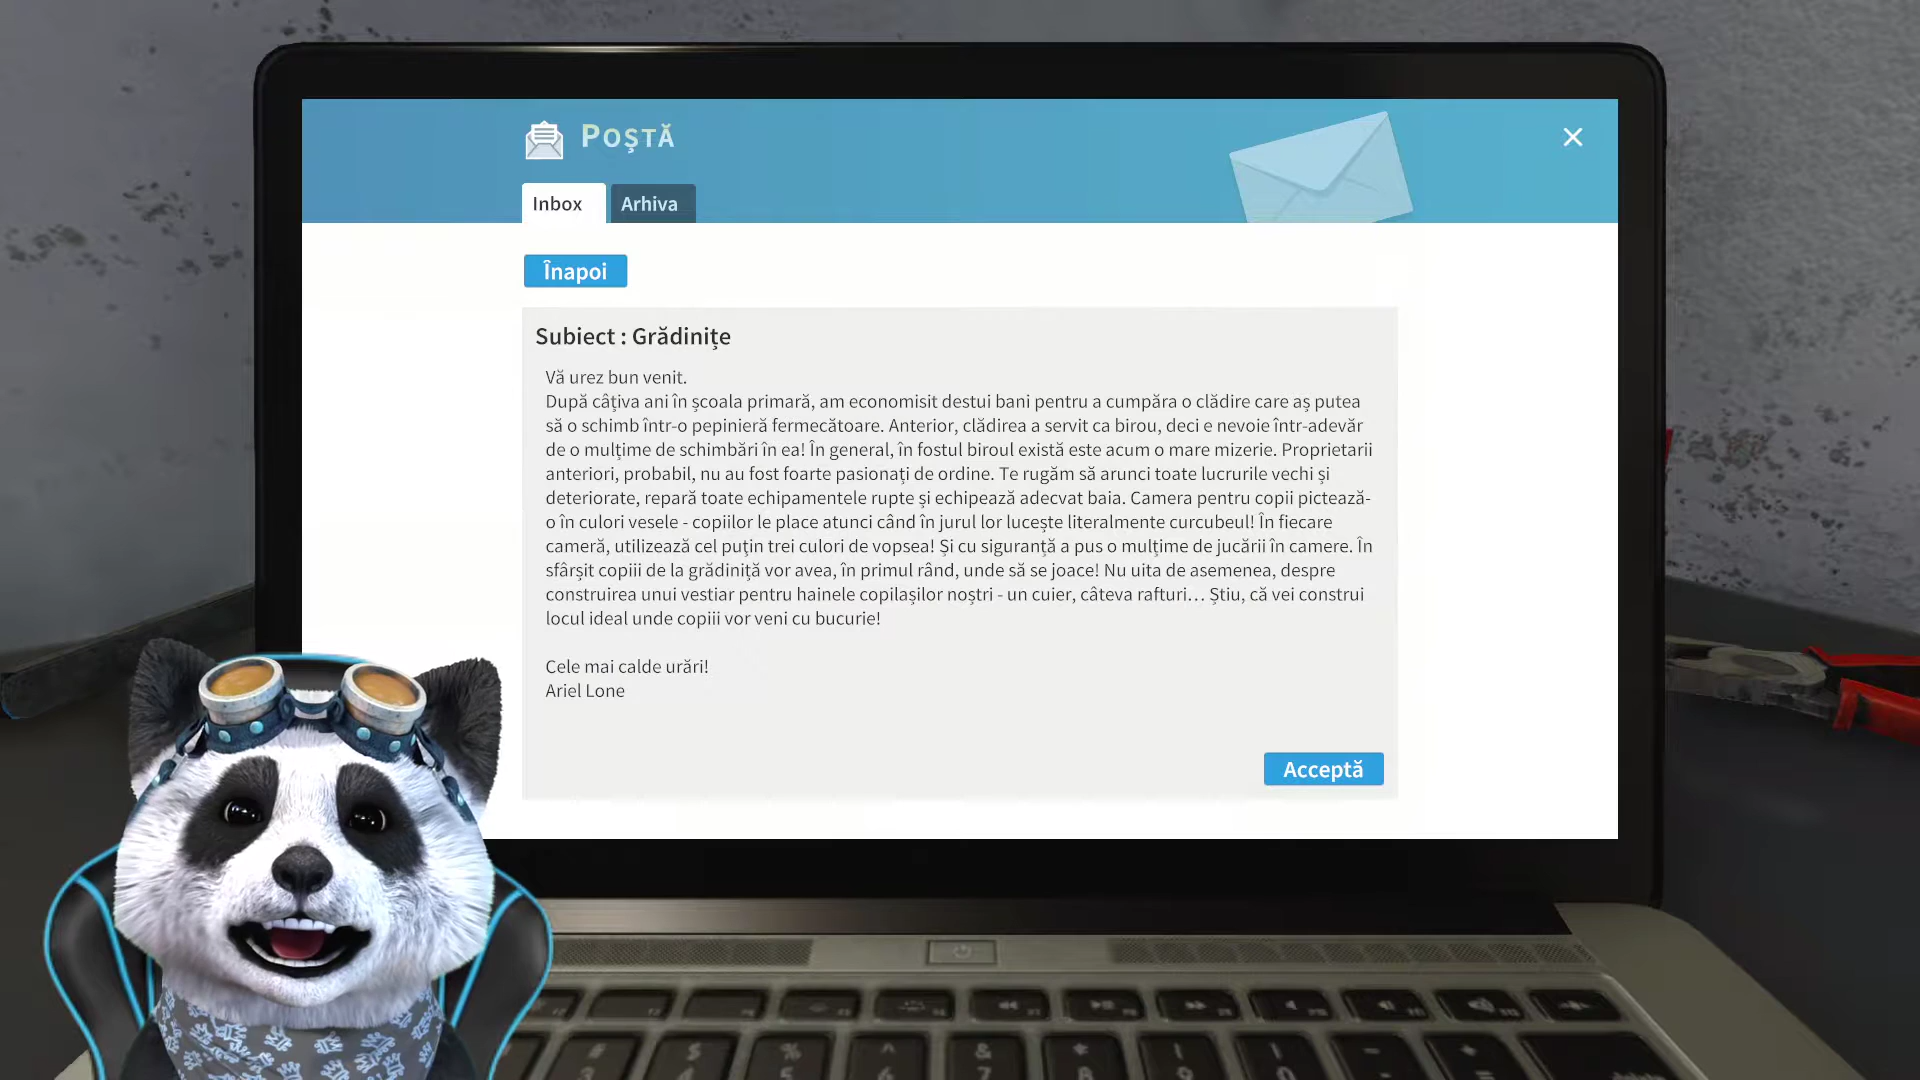 Poștă
Inbox
Arhiva
Înapoi
Subiect : Grădinițe
Vă urez bun venit.
După câțiva ani în școala primară, am economisit destui bani pentru a cumpăra o clădire care aș putea
să o schimb într-o pepinieră fermecătoare. Anterior, clădirea a servit ca birou, deci e nevoie într-adevăr
de o mulțime de schimbări în ea! În general, în fostul biroul există este acum o mare mizerie. Proprietarii
anteriori, probabil, nu au fost foarte pasionați de ordine. Te rugăm să arunci toate lucrurile vechi și
deteriorate, repară toate echipamentele rupte și echipează adecvat baia. Camera pentru copii pictează-
o în culori vesele - copiilor le place atunci când în jurul lor lucește literalmente curcubeul! În fiecare
cameră, utilizează cel puţin trei culori de vopsea! Și cu siguranță a pus o mulțime de jucării în camere. În
sfârșit copiii de la grădiniță vor avea, în primul rând, unde să se joace! Nu uita de asemenea, despre
construirea unui vestiar pentru hainele copilașilor noștri - un cuier, câteva rafturi… Știu, că vei construi
locul ideal unde copiii vor veni cu bucurie!
Cele mai calde urări!
Ariel Lone
Acceptă